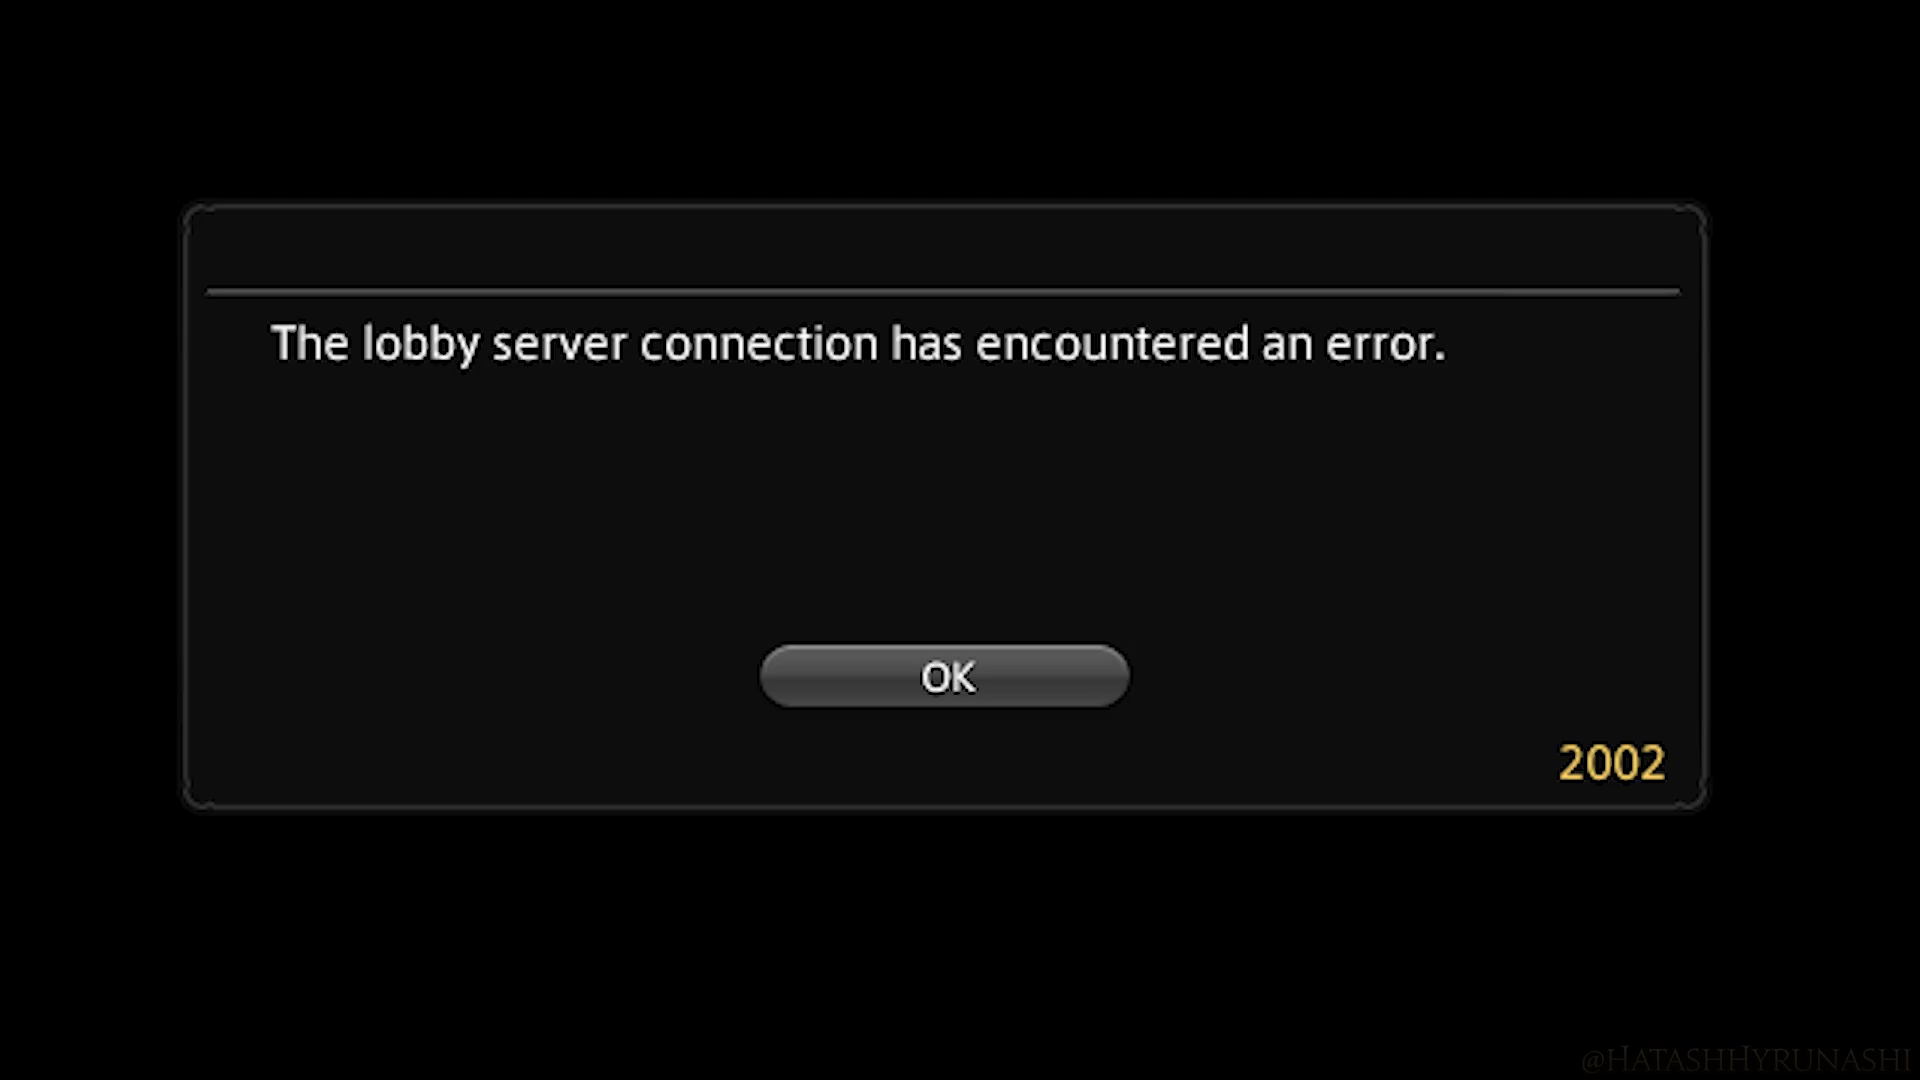 The lobby server connection has encountered an error.
OK
2002
@HatashHyrunashi